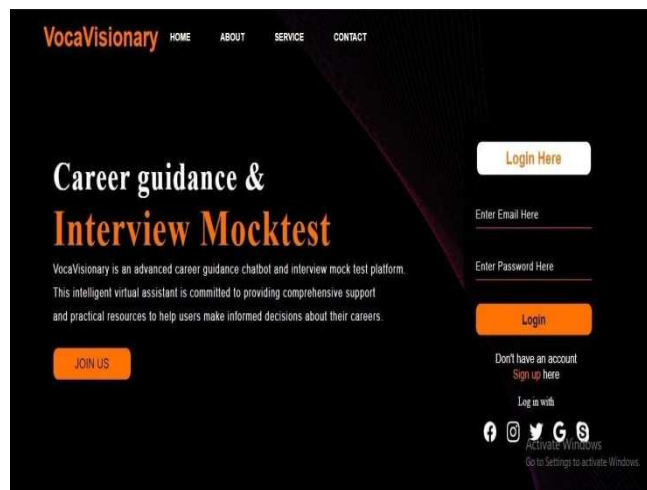 VocaVisionary HOME ABOUT SERVICE CONTACT
Career guidance &
Interview Mocktest
VocaVisionary is an advanced career guidance chatbot and interview mock test platform.
This intelligent virtual assistant is committed to providing comprehensive support
and practical resources to help users make informed decisions about their careers.
JOIN US
Login Here
Enter Email Here
Enter Password Here
Login
Don't have an account
Sign up here
Log in with
Activate Windows
Go to Settings to activate Windows.